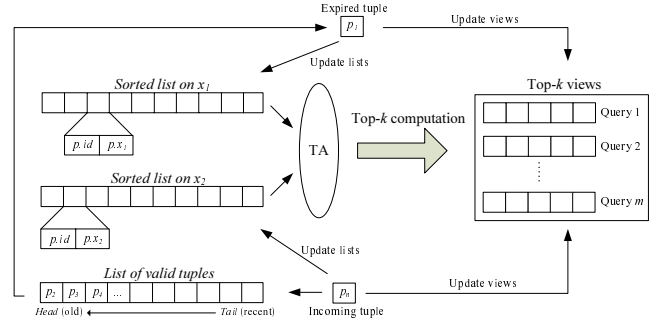 Expired tuple
p1
Update views
Update lists
Sorted list on x1
p.id p.x1
TA
Top-k computation
Top-k views
Query 1
Query 2
Query m
Sorted list on x2
p.id p.x2
Update lists
List of valid tuples
p2 p3 p4 ...
Head (old) Tail (recent)
pn
Incoming tuple
Update views